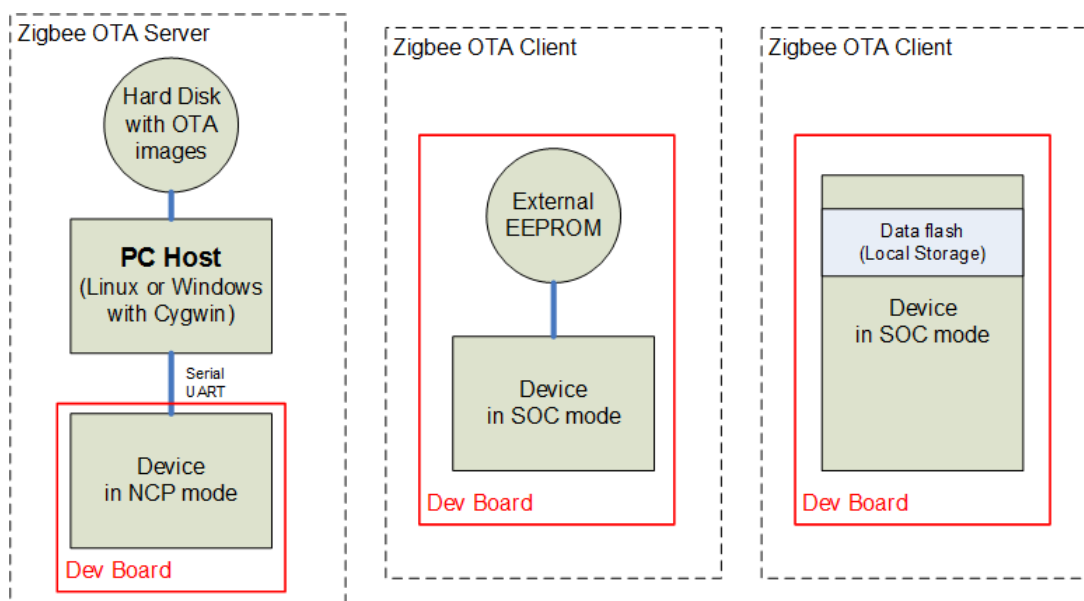 Zigbee OTA Server
Hard Disk
with OTA
images
PC Host
(Linux or Windows
with Cygwin)
Serial
UART
Device
in NCP mode
Dev Board
Zigbee OTA Client
External
EEPROM
Device
in SOC mode
Dev Board
Zigbee OTA Client
Data flash
(Local Storage)
Device
in SOC mode
Dev Board